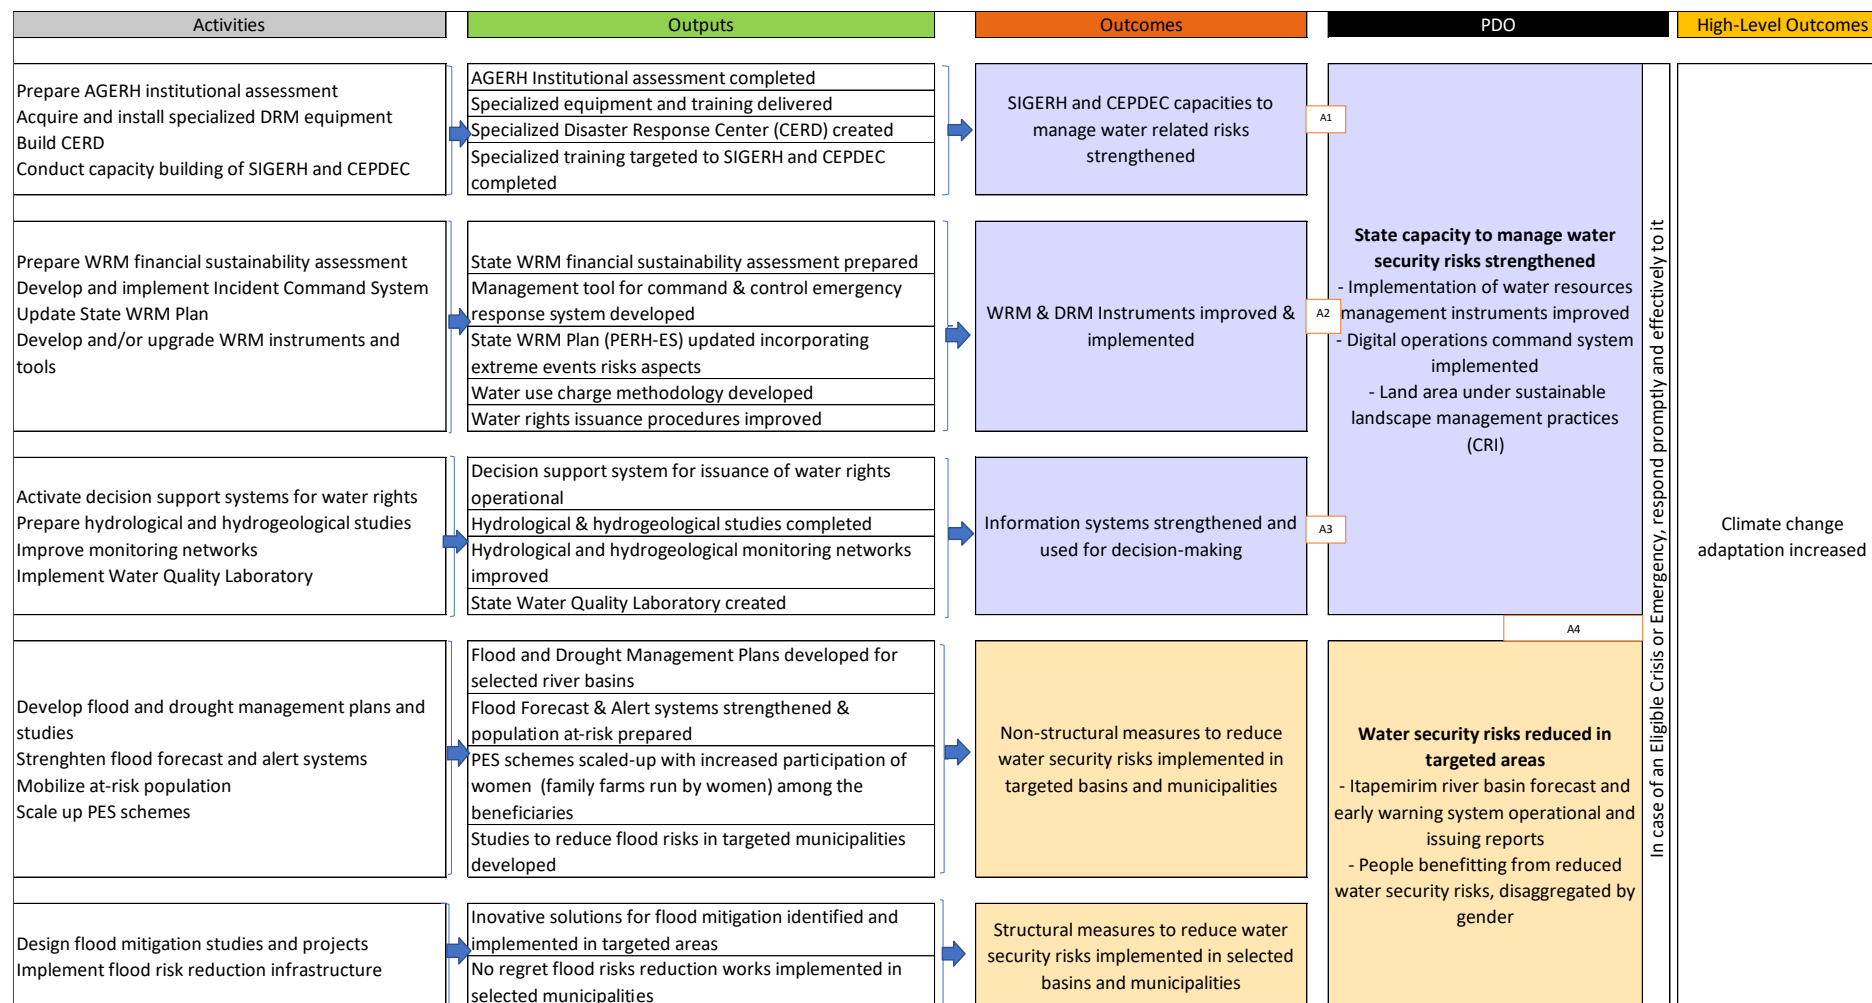 Activities
Outputs
Outcomes
PDO
High-Level Outcomes
Prepare AGERH institutional assessment
Acquire and install specialized DRM equipment
Build CERD
Conduct capacity building of SIGERH and CEPDEC
AGERH Institutional assessment completed
Specialized equipment and training delivered
Specialized Disaster Response Center (CERD) created
Specialized training targeted to SIGERH and CEPDEC
completed
SIGERH and CEPDEC capacities to
manage water related risks
strengthened
A1
Prepare WRM financial sustainability assessment
Develop and implement Incident Command System
Update State WRM Plan
Develop and/or upgrade WRM instruments and
tools
State WRM financial sustainability assessment prepared
Management tool for command & control emergency
response system developed
State WRM Plan (PERH-ES) updated incorporating
extreme events risks aspects
Water use charge methodology developed
Water rights issuance procedures improved
WRM & DRM Instruments improved &
implemented
A2
Activate decision support systems for water rights
Prepare hydrological and hydrogeological studies
Improve monitoring networks
Implement Water Quality Laboratory
Decision support system for issuance of water rights
operational
Hydrological & hydrogeological studies completed
Hydrological and hydrogeological monitoring networks
improved
State Water Quality Laboratory created
Information systems strengthened and
used for decision-making
A3
State capacity to manage water
security risks strengthened
- Implementation of water resources
management instruments improved
- Digital operations command system
implemented
- Land area under sustainable
landscape management practices
(CRI)
A4
Develop flood and drought management plans and
studies
Strenghten flood forecast and alert systems
Mobilize at-risk population
Scale up PES schemes
Flood and Drought Management Plans developed for
selected river basins
Flood Forecast & Alert systems strengthened &
population at-risk prepared
PES schemes scaled-up with increased participation of
women (family farms run by women) among the
beneficiaries
Studies to reduce flood risks in targeted municipalities
developed
Non-structural measures to reduce
water security risks implemented in
targeted basins and municipalities
Design flood mitigation studies and projects
Implement flood risk reduction infrastructure
Inovative solutions for flood mitigation identified and
implemented in targeted areas
No regret flood risks reduction works implemented in
selected municipalities
Structural measures to reduce water
security risks implemented in selected
basins and municipalities
Water security risks reduced in
targeted areas
- Itapemirim river basin forecast and
early warning system operational and
issuing reports
- People benefitting from reduced
water security risks, disaggregated by
gender
In case of an Eligible Crisis or Emergency, respond promptly and effectively to it
Climate change
adaptation increased